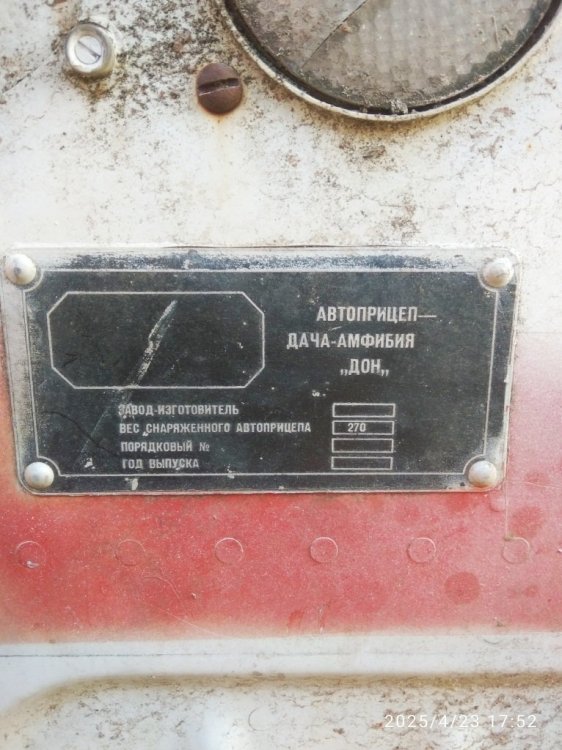 АВТОПРИЦЕП—
ДАЧА-АМФИБИЯ
„ДОН„
ЗАВОД-ИЗГОТОВИТЕЛЬ
ВЕС СНАРЯЖЕННОГО АВТОПРИЦЕПА 270
ПОРЯДКОВЫЙ №
ГОД ВЫПУСКА
2025/4/23 17:52